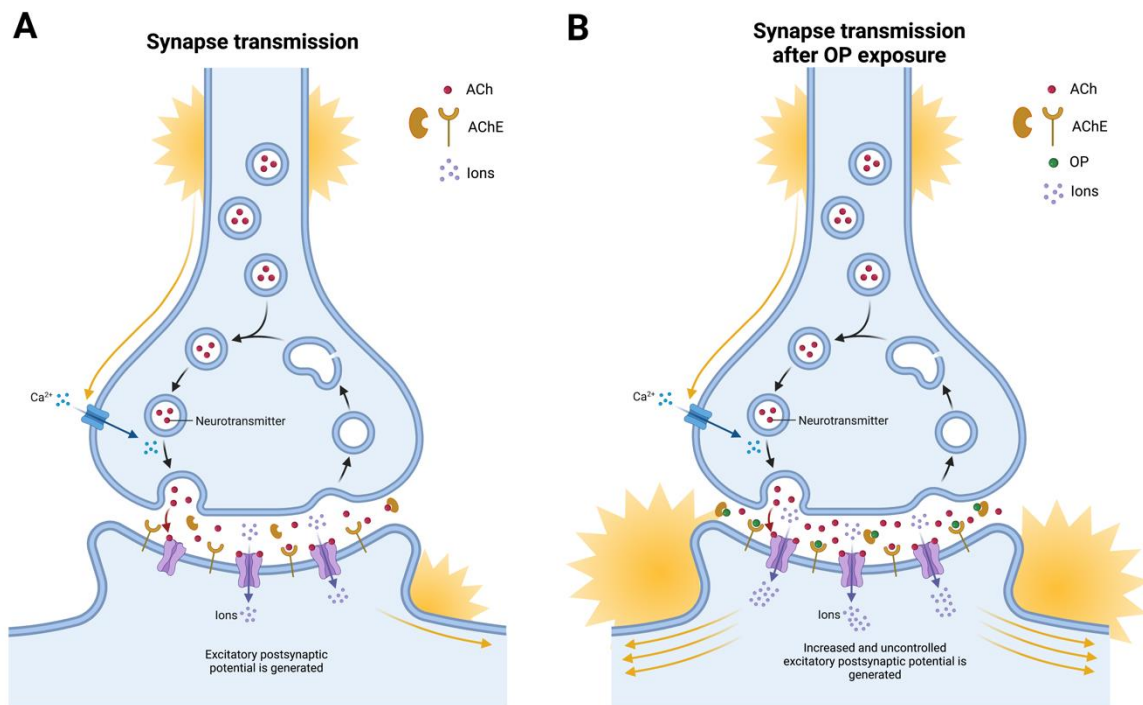 A
Synapse transmission
ACh
AChE
Ions
Ca²⁺
Neurotransmitter
Ions
Excitatory postsynaptic
potential is generated
B
Synapse transmission
after OP exposure
ACh
AChE
OP
Ions
Ca²⁺
Neurotransmitter
Ions
Increased and uncontrolled
excitatory postsynaptic potential is
generated